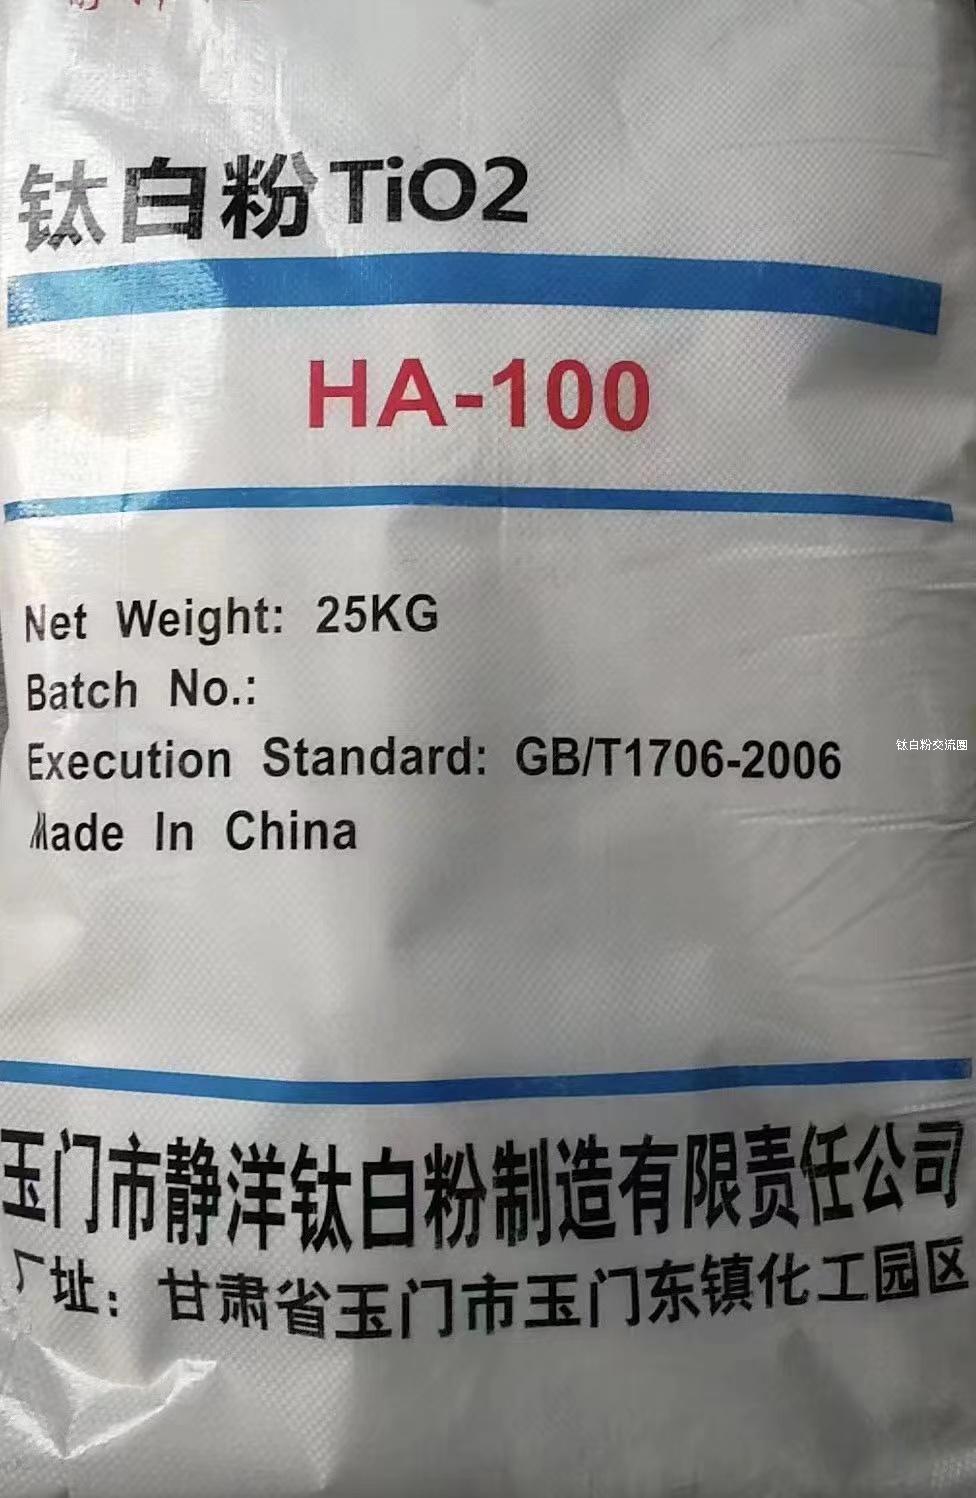 钛白粉TiO2
HA-100
Net Weight: 25KG
Batch No.:
Execution Standard: GB/T1706-2006
钛白粉交流圈
Made In China
玉门市静洋钛白粉制造有限责任公司
厂址：甘肃省玉门市玉门东镇化工园区